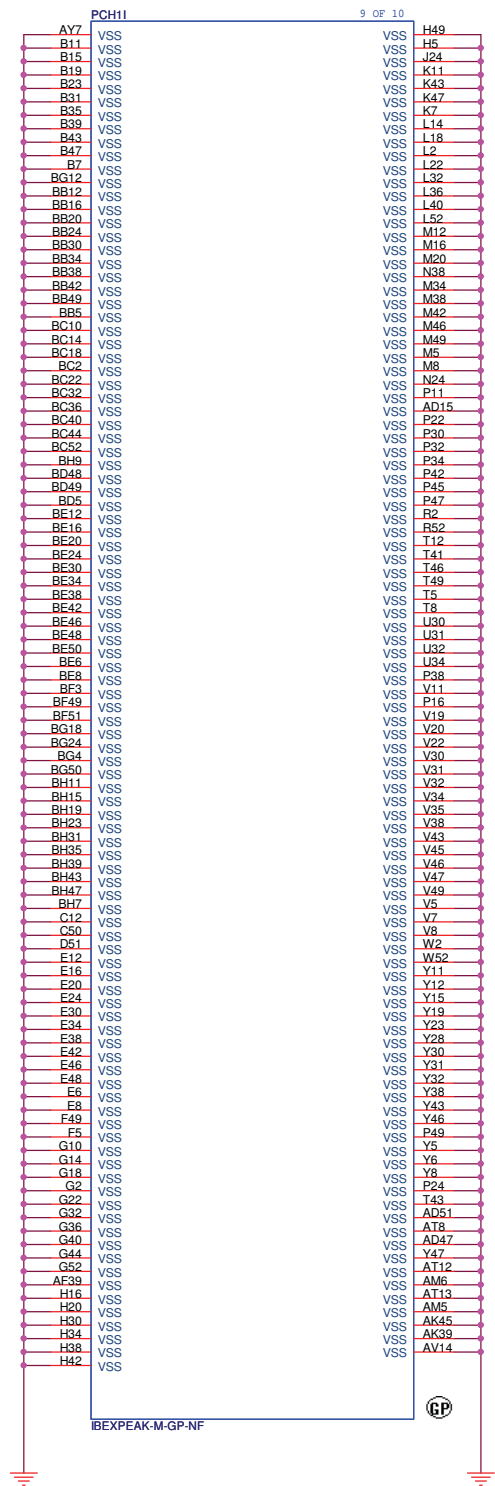 PCH1I 9 OF 10
AY7 VSS VSS H49
B11 VSS VSS H5
B15 VSS VSS J24
B19 VSS VSS K11
B23 VSS VSS K43
B31 VSS VSS K47
B35 VSS VSS K7
B39 VSS VSS L14
B43 VSS VSS L18
B47 VSS VSS L2
B7 VSS VSS L22
BG12 VSS VSS L32
BB12 VSS VSS L36
BB16 VSS VSS L40
BB20 VSS VSS L52
BB24 VSS VSS M12
BB30 VSS VSS M16
BB34 VSS VSS M20
BB38 VSS VSS N38
BB42 VSS VSS M34
BB49 VSS VSS M38
BB5 VSS VSS M42
BC10 VSS VSS M46
BC14 VSS VSS M49
BC18 VSS VSS M5
BC2 VSS VSS M8
BC22 VSS VSS N24
BC32 VSS VSS P11
BC36 VSS VSS AD15
BC40 VSS VSS P22
BC44 VSS VSS P30
BC52 VSS VSS P32
BH9 VSS VSS P34
BD48 VSS VSS P42
BD49 VSS VSS P45
BD5 VSS VSS P47
BE12 VSS VSS R2
BE16 VSS VSS R52
BE20 VSS VSS T12
BE24 VSS VSS T41
BE30 VSS VSS T46
BE34 VSS VSS T49
BE38 VSS VSS T5
BE42 VSS VSS T8
BE46 VSS VSS U30
BE48 VSS VSS U31
BE50 VSS VSS U32
BE6 VSS VSS U34
BE8 VSS VSS P38
BF3 VSS VSS V11
BF49 VSS VSS P16
BF51 VSS VSS V19
BG18 VSS VSS V20
BG24 VSS VSS V22
BG4 VSS VSS V30
BG50 VSS VSS V31
BH11 VSS VSS V32
BH15 VSS VSS V34
BH19 VSS VSS V35
BH23 VSS VSS V38
BH31 VSS VSS V43
BH35 VSS VSS V45
BH39 VSS VSS V46
BH43 VSS VSS V47
BH47 VSS VSS V49
BH7 VSS VSS V5
C12 VSS VSS V7
C50 VSS VSS V8
D51 VSS VSS W2
E12 VSS VSS W52
E16 VSS VSS Y11
E20 VSS VSS Y12
E24 VSS VSS Y15
E30 VSS VSS Y19
E34 VSS VSS Y23
E38 VSS VSS Y28
E42 VSS VSS Y30
E46 VSS VSS Y31
E48 VSS VSS Y32
E6 VSS VSS Y38
E8 VSS VSS Y43
F49 VSS VSS Y46
F5 VSS VSS P49
G10 VSS VSS Y5
G14 VSS VSS Y6
G18 VSS VSS Y8
G2 VSS VSS P24
G22 VSS VSS T43
G32 VSS VSS AD51
G36 VSS VSS AT8
G40 VSS VSS AD47
G44 VSS VSS Y47
G52 VSS VSS AT12
AF39 VSS VSS AM6
H16 VSS VSS AT13
H20 VSS VSS AM5
H30 VSS VSS AK45
H34 VSS VSS AK39
H38 VSS VSS AV14
H42 VSS
GP
IBEXPEAK-M-GP-NF